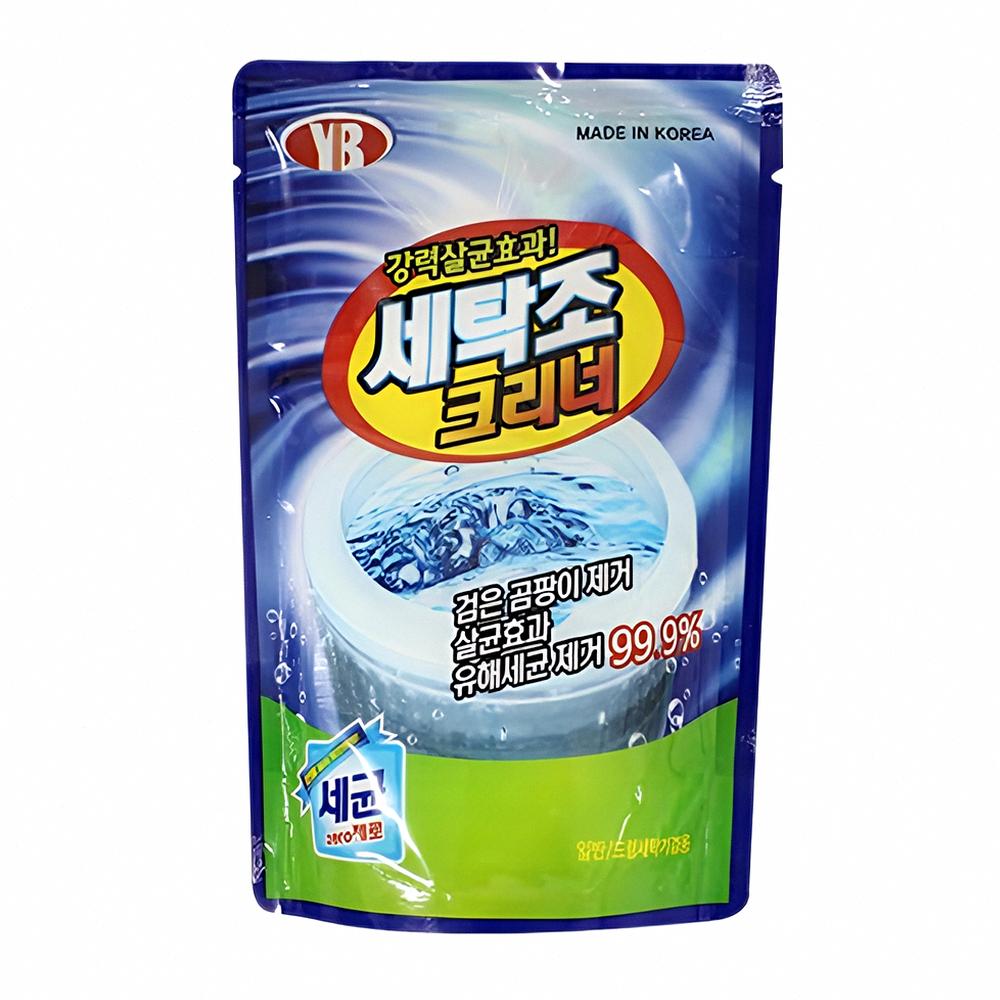 YB
MADE IN KOREA
강력살균효과!
세탁조
크리너
검은 곰팡이 제거
살균효과
유해세균 제거 99.9%
세균